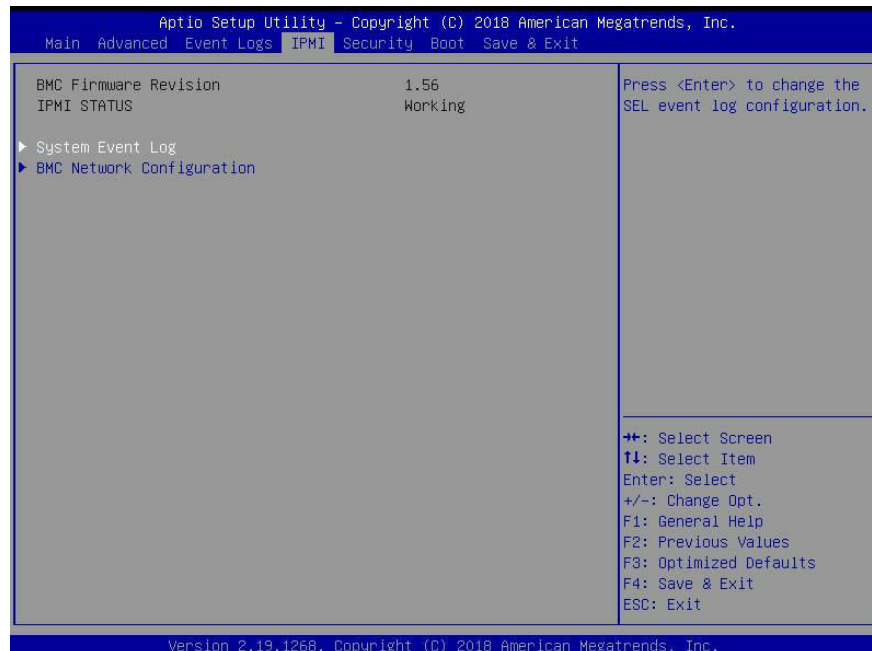 Aptio Setup Utility – Copyright (C) 2018 American Megatrends, Inc.
Main Advanced Event Logs IPMI Security Boot Save & Exit
BMC Firmware Revision 1.56
IPMI STATUS Working
▶ System Event Log
▶ BMC Network Configuration
Press <Enter> to change the
SEL event log configuration.
→←: Select Screen
↑↓: Select Item
Enter: Select
+/-: Change Opt.
F1: General Help
F2: Previous Values
F3: Optimized Defaults
F4: Save & Exit
ESC: Exit
Version 2.19.1268. Copyright (C) 2018 American Megatrends, Inc.